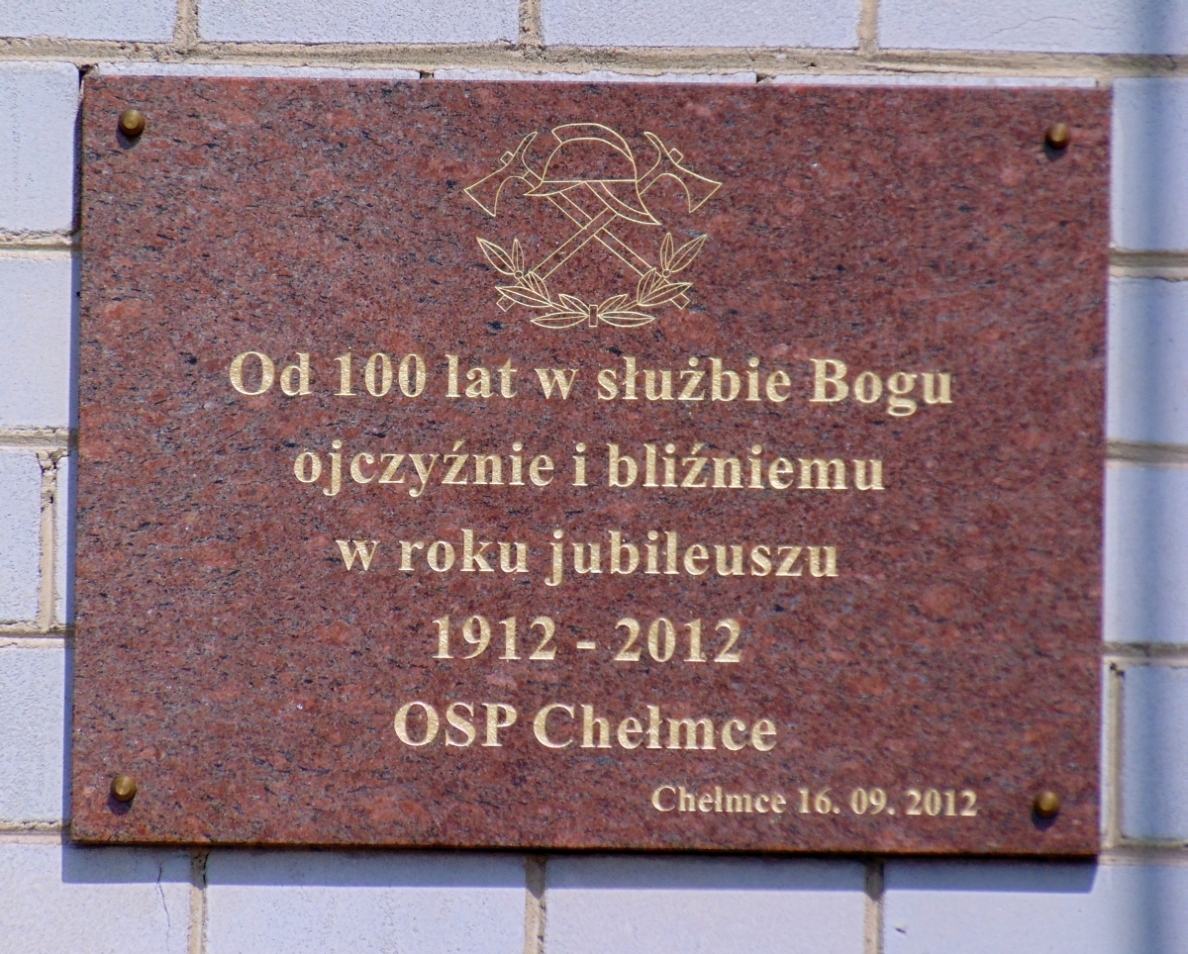 Od 100 lat w służbie Bogu
ojczyźnie i bliźniemu
w roku jubileuszu
1912 - 2012
OSP Chełmce
Chełmce 16. 09. 2012